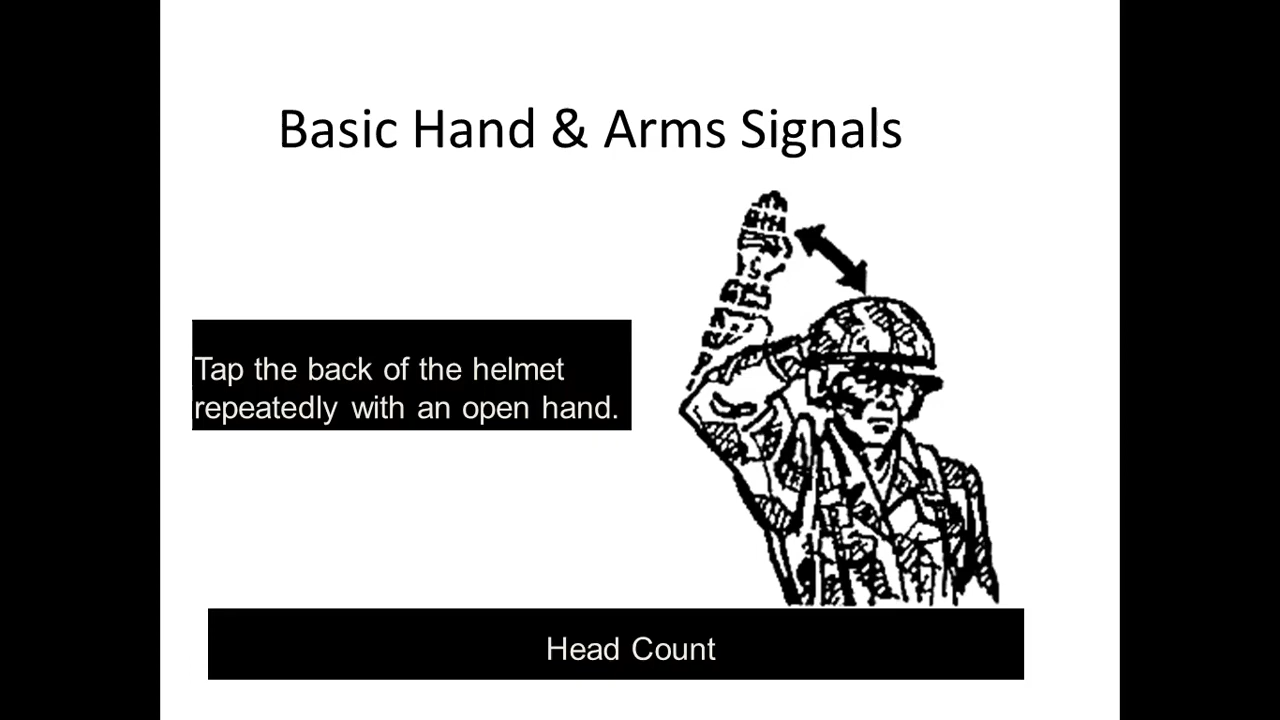 Basic Hand & Arms Signals
Tap the back of the helmet
repeatedly with an open hand.
Head Count